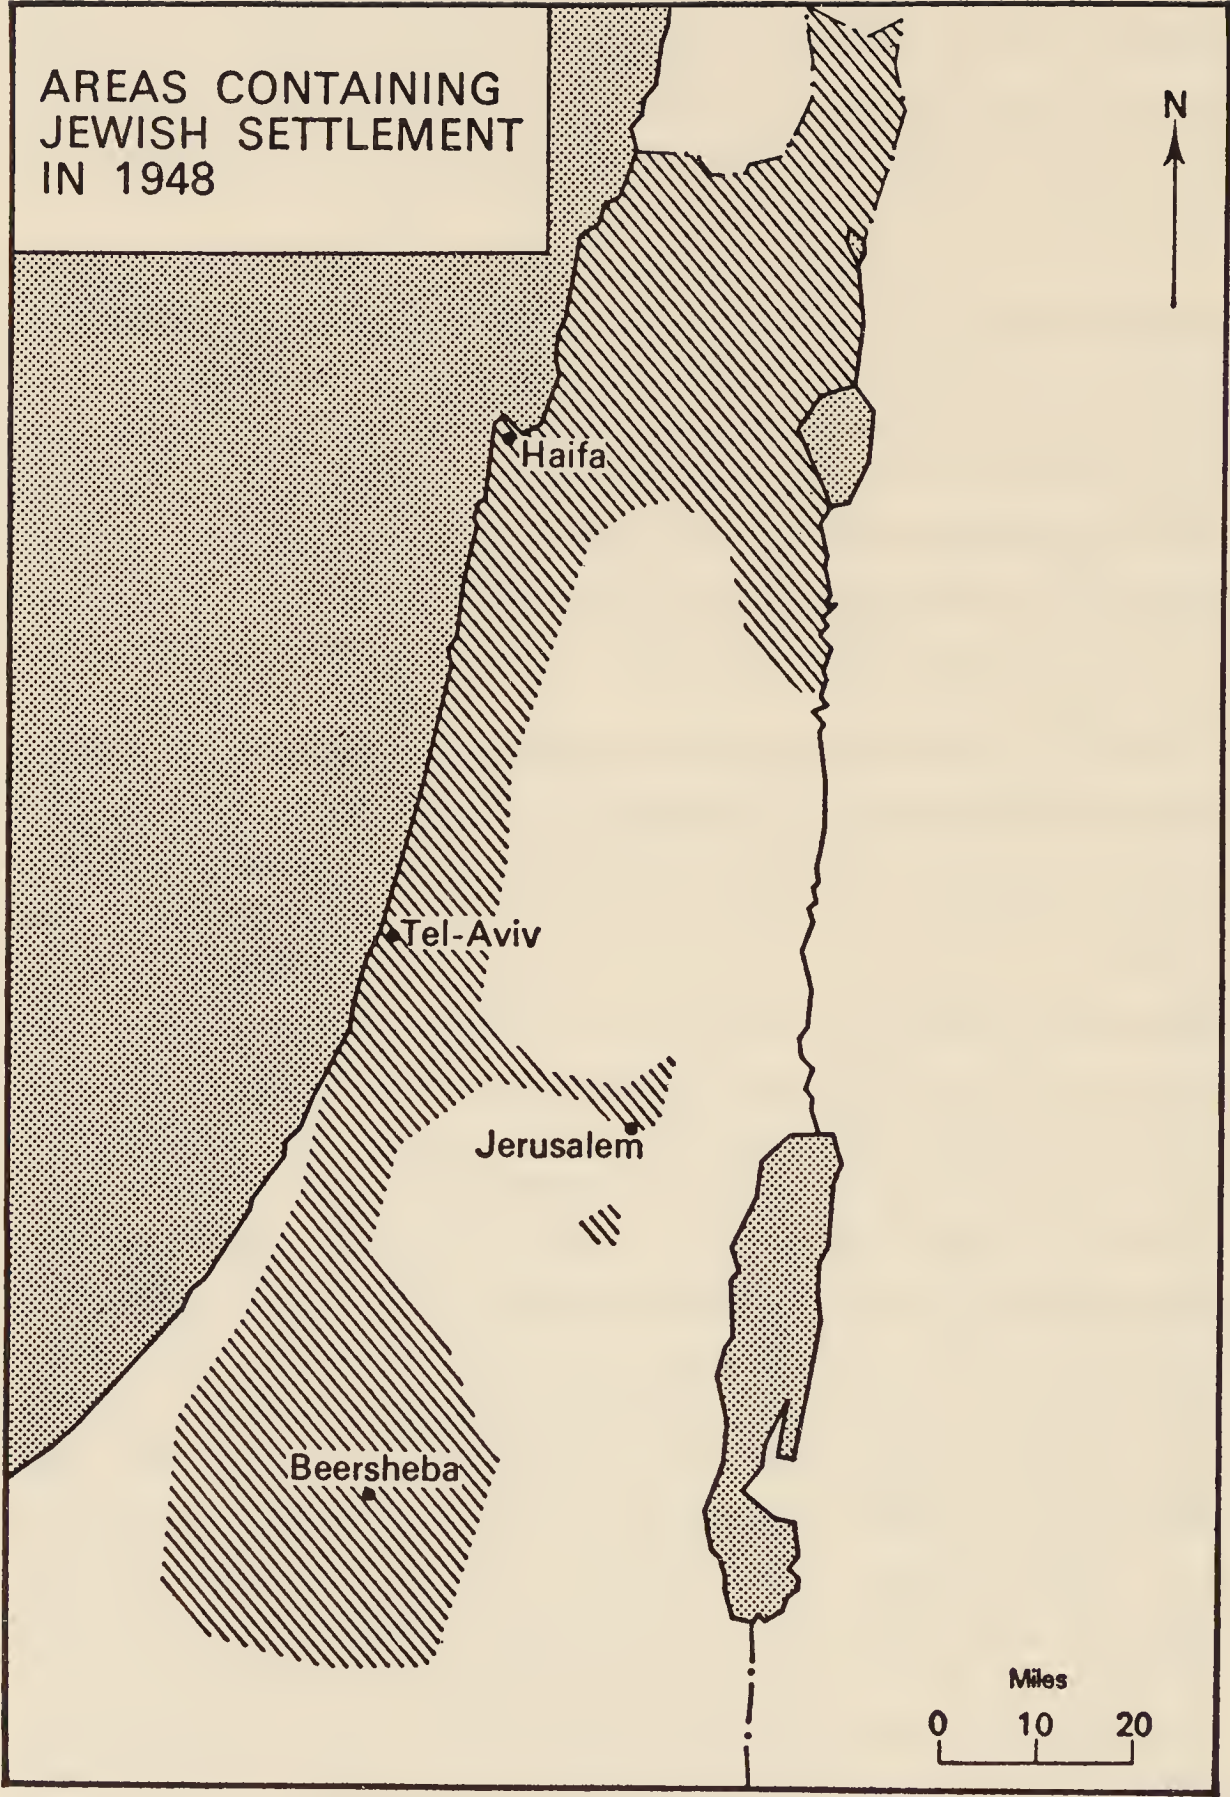 AREAS CONTAINING
JEWISH SETTLEMENT
IN 1948
N
Haifa
Tel-Aviv
Jerusalem
Beersheba
Miles
0 10 20